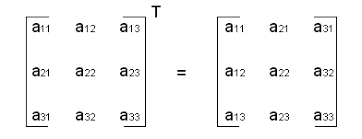 T
a11 a12 a13 a11 a21 a31
a21 a22 a23 = a12 a22 a32
a31 a32 a33 a13 a23 a33